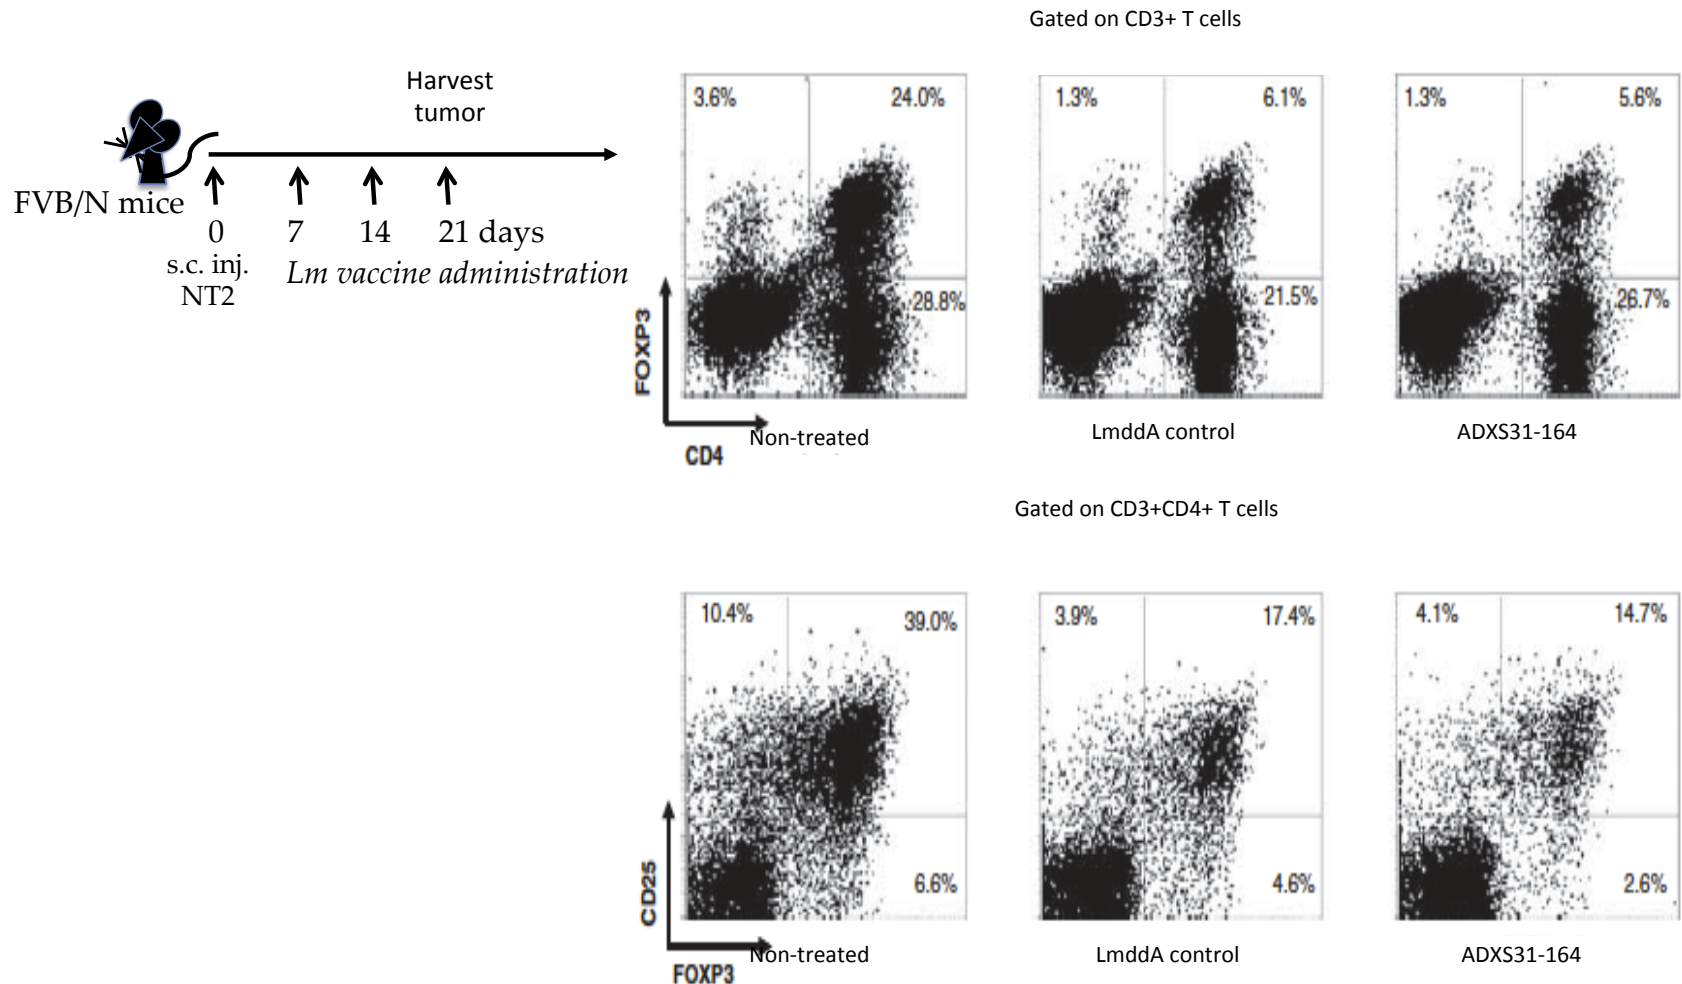 Gated on CD3+ T cells
Harvest
tumor
FVB/N mice
0
7
14
21 days
s.c. inj.
NT2
Lm vaccine administration
3.6%
24.0%
28.8%
1.3%
6.1%
21.5%
1.3%
5.6%
26.7%
FOXP3
CD4
Non-treated
LmddA control
ADXS31-164
Gated on CD3+CD4+ T cells
10.4%
39.0%
6.6%
3.9%
17.4%
4.6%
4.1%
14.7%
2.6%
CD25
FOXP3
Non-treated
LmddA control
ADXS31-164